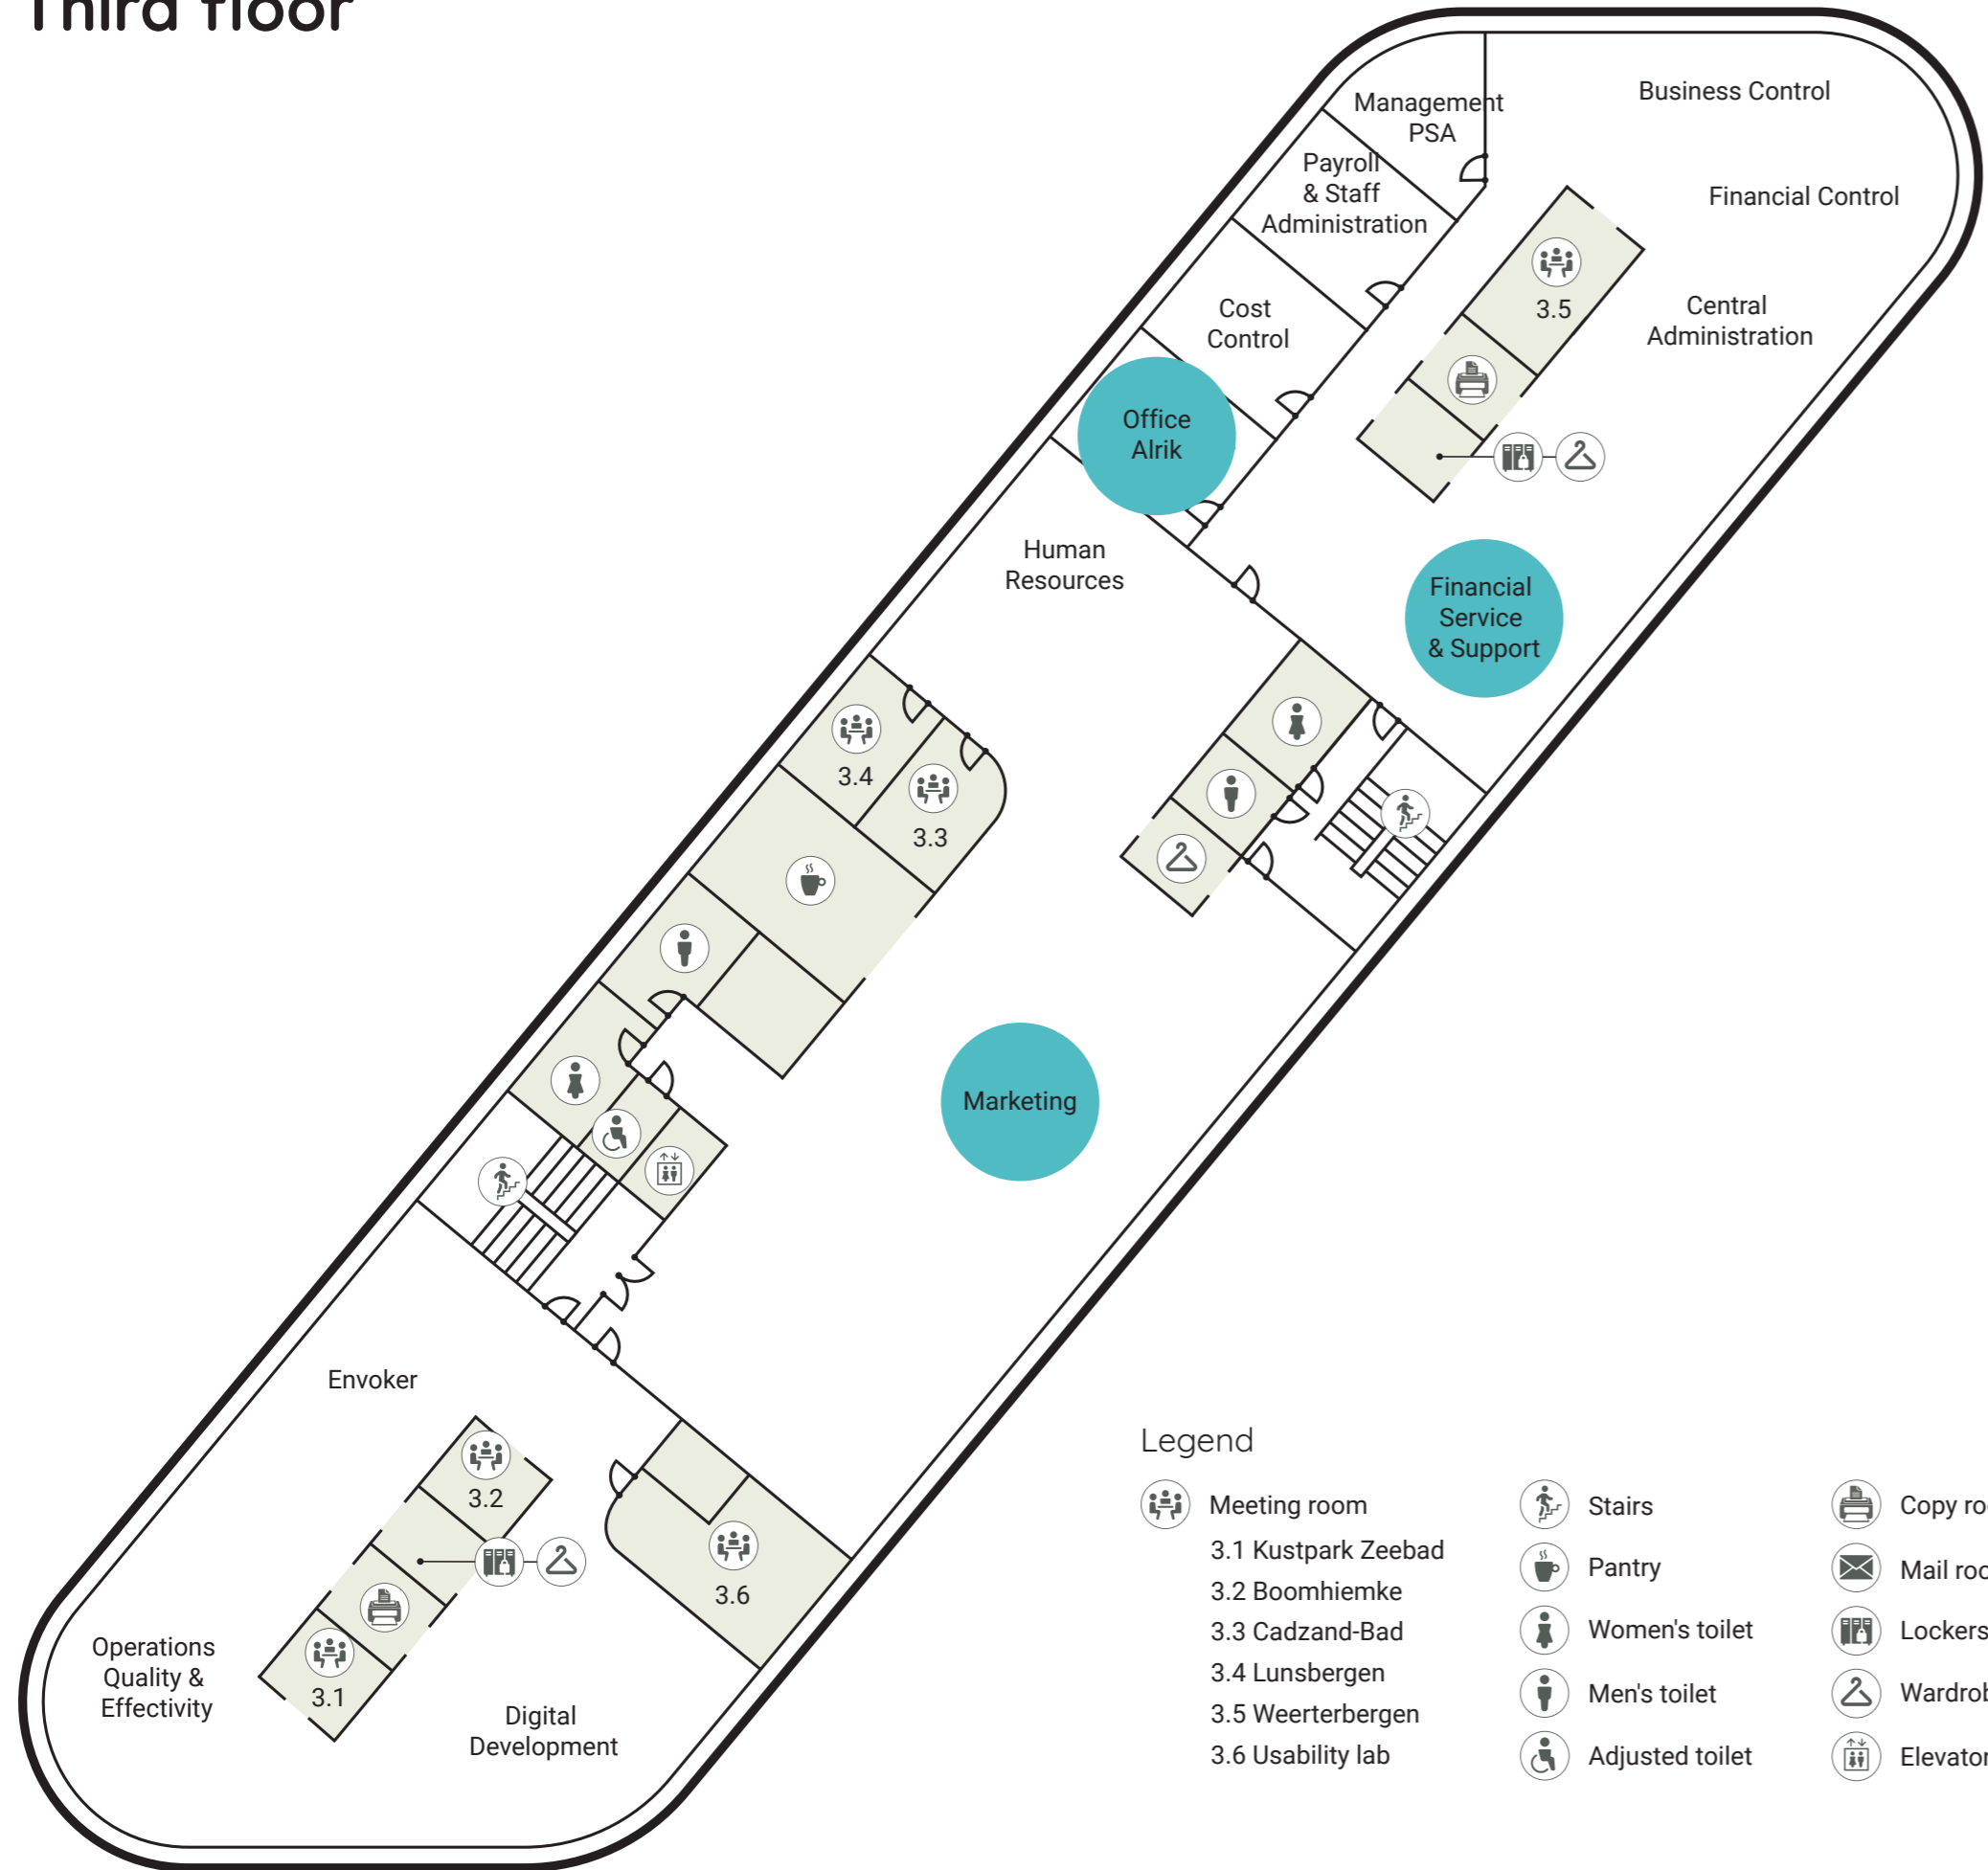 Third floor
Management
PSA
Business Control
Payroll
& Staff
Administration
Financial Control
Cost
Control
3.5
Central
Administration
Office
Alrik
Human
Resources
Financial
Service
& Support
3.4
3.3
Marketing
Envoker
3.2
3.6
3.1
Operations
Quality &
Effectivity
Digital
Development
Legend
Meeting room
3.1 Kustpark Zeebad
3.2 Boomhiemke
3.3 Cadzand-Bad
3.4 Lunsbergen
3.5 Weerterbergen
3.6 Usability lab
Stairs
Pantry
Women's toilet
Men's toilet
Adjusted toilet
Copy
Mail
Lockers
Elevator